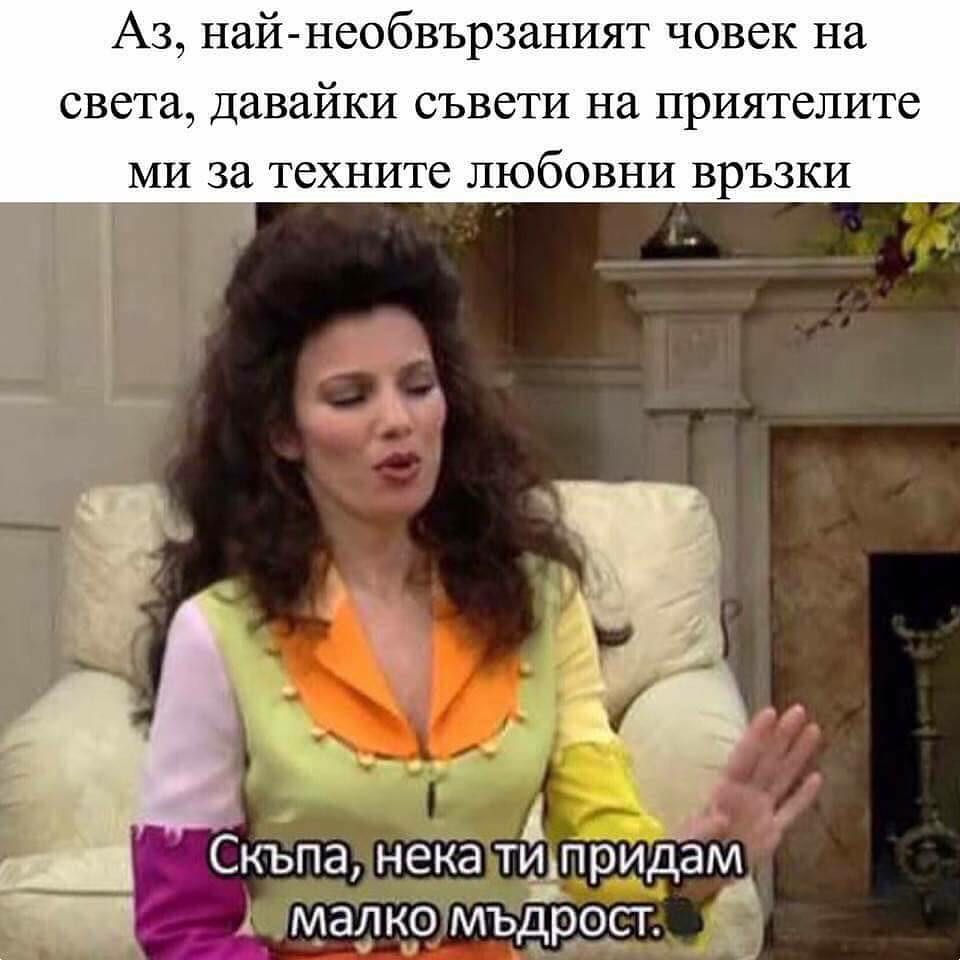 Аз, най-необвързаният човек на
света, давайки съвети на приятелите
ми за техните любовни връзки
Скъпа, нека ти придам
малко мъдрост.